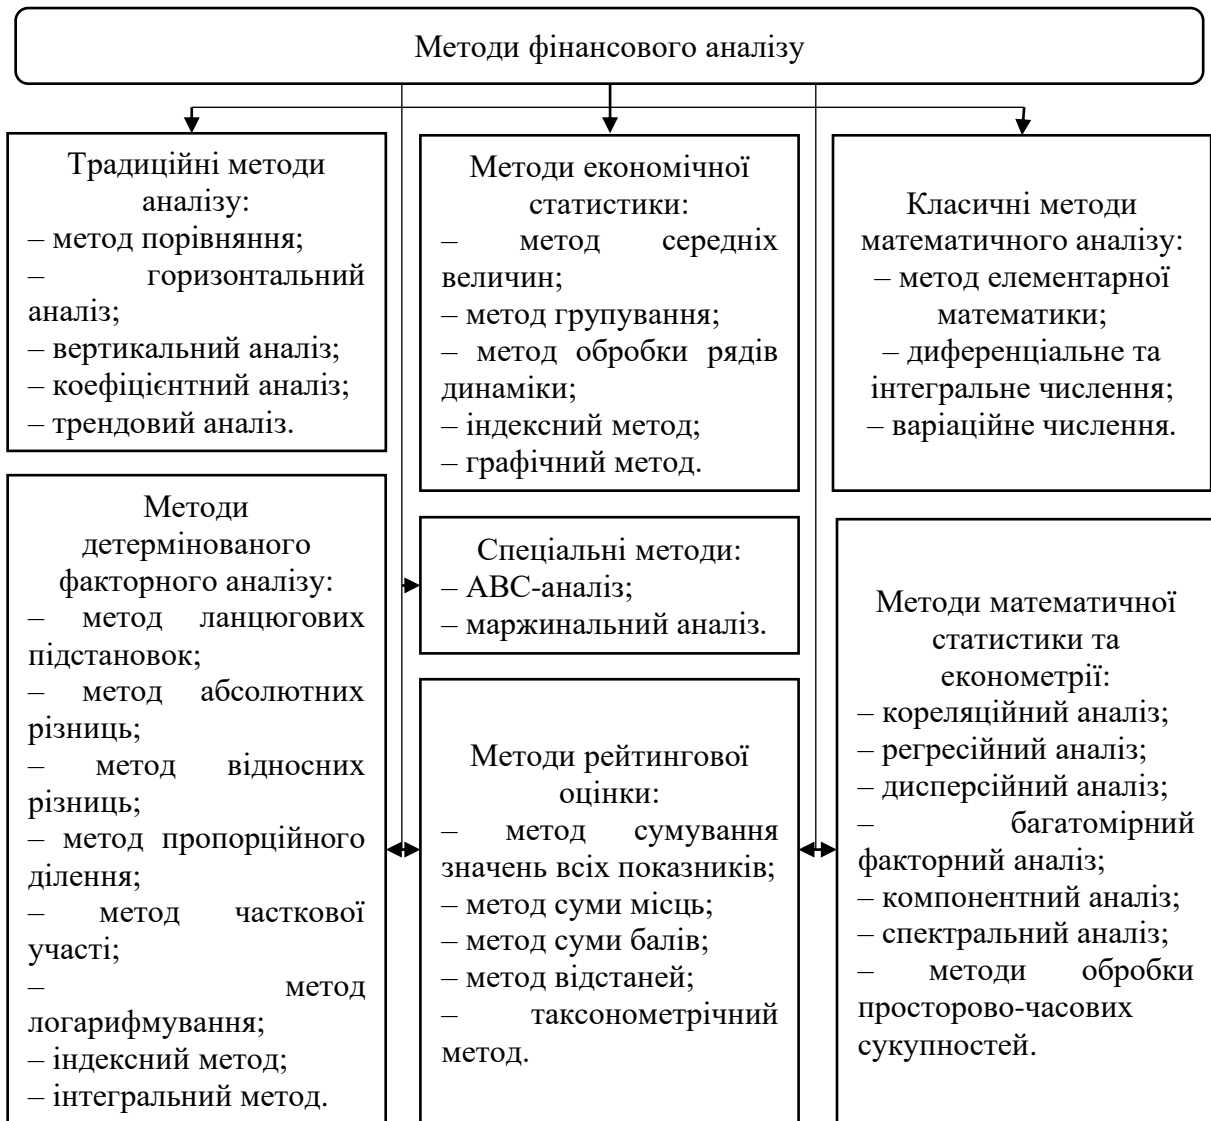 Методи фінансового аналізу
Традиційні методи
аналізу:
– метод порівняння;
– горизонтальний
аналіз;
– вертикальний аналіз;
– коефіцієнтний аналіз;
– трендовий аналіз.
Методи економічної
статистики:
– метод середніх
величин;
– метод групування;
– метод обробки рядів
динаміки;
– індексний метод;
– графічний метод.
Класичні методи
математичного аналізу:
– метод елементарної
математики;
– диференціальне та
інтегральне числення;
– варіаційне числення.
Методи
детермінованого
факторного аналізу:
– метод ланцюгових
підстановок;
– метод абсолютних
різниць;
– метод відносних
різниць;
– метод пропорційного
ділення;
– метод часткової
участі;
– метод
логарифмування;
– індексний метод;
– інтегральний метод.
Спеціальні методи:
– АВС-аналіз;
– маржинальний аналіз.
Методи рейтингової
оцінки:
– метод сумування
значень всіх показників;
– метод суми місць;
– метод суми балів;
– метод відстаней;
– таксонометрічний
метод.
Методи математичної
статистики та
економетрії:
– кореляційний аналіз;
– регресійний аналіз;
– дисперсійний аналіз;
– багатомірний
факторний аналіз;
– компонентний аналіз;
– спектральний аналіз;
– методи обробки
просторово-часових
сукупностей.